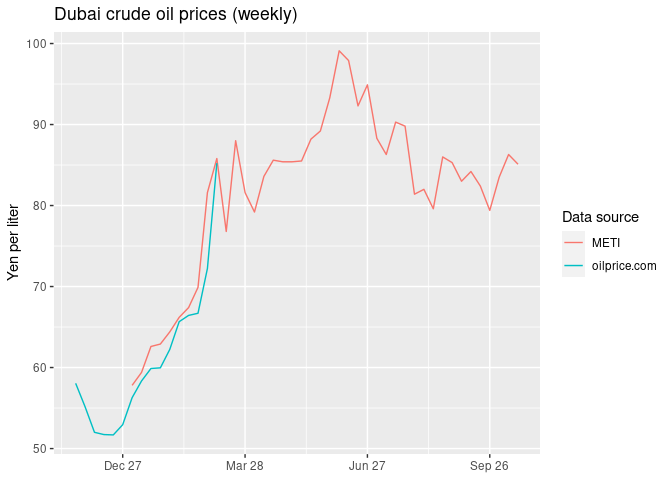 Dubai crude oil prices (weekly)
100
90
80
70
60
50
Yen per liter
Dec 27
Mar 28
Jun 27
Sep 26
Data source
METI
oilprice.com